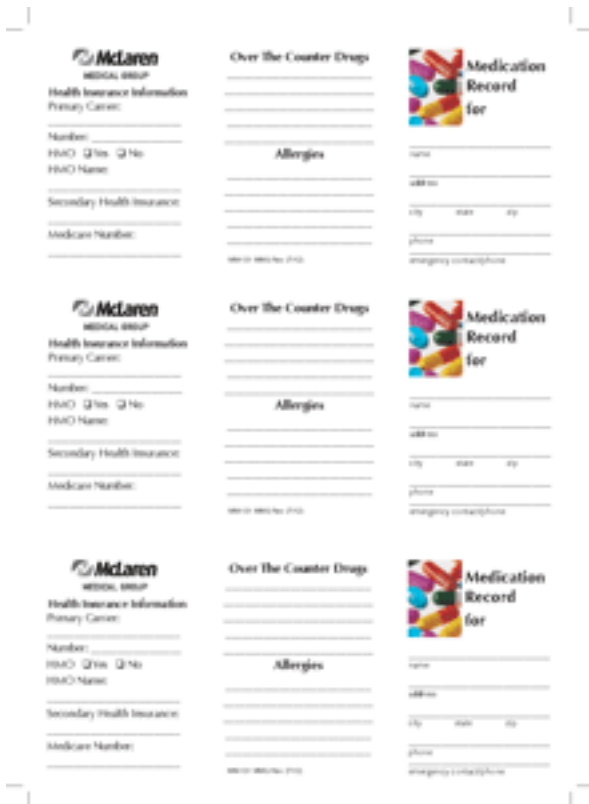 McLaren
MEDICAL GROUP
Health Insurance Information
Primary Carrier:
Number:
HMO Yes No
HMO Name:
Secondary Health Insurance:
Medicare Number:
Over The Counter Drugs
Allergies
Medication
Record
for
name
address
city state zip
phone
emergency contact/phone
McLaren
MEDICAL GROUP
Health Insurance Information
Primary Carrier:
Number:
HMO Yes No
HMO Name:
Secondary Health Insurance:
Medicare Number:
Over The Counter Drugs
Allergies
Medication
Record
for
name
address
city state zip
phone
emergency contact/phone
McLaren
MEDICAL GROUP
Health Insurance Information
Primary Carrier:
Number:
HMO Yes No
HMO Name:
Secondary Health Insurance:
Medicare Number:
Over The Counter Drugs
Allergies
Medication
Record
for
name
address
city state zip
phone
emergency contact/phone